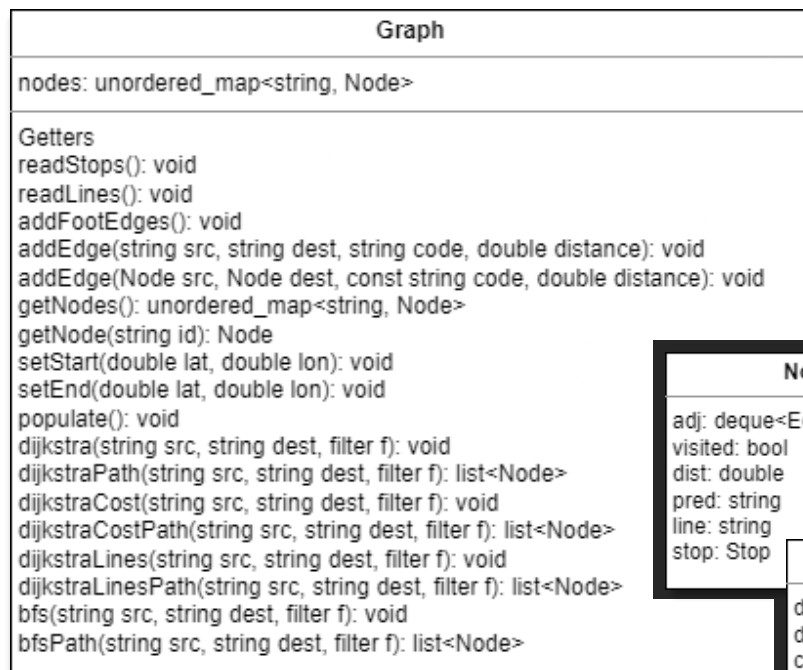 Graph
nodes: unordered_map<string, Node>
Getters
readStops(): void
readLines(): void
addFootEdges(): void
addEdge(string src, string dest, string code, double distance): void
addEdge(Node src, Node dest, const string code, double distance): void
getNodes(): unordered_map<string, Node>
getNode(string id): Node
setStart(double lat, double lon): void
setEnd(double lat, double lon): void
populate(): void
dijkstra(string src, string dest, filter f): void
dijkstraPath(string src, string dest, filter f): list<Node>
dijkstraCost(string src, string dest, filter f): void
dijkstraCostPath(string src, string dest, filter f): list<Node>
dijkstraLines(string src, string dest, filter f): void
dijkstraLinesPath(string src, string dest, filter f): list<Node>
bfs(string src, string dest, filter f): void
bfsPath(string src, string dest, filter f): list<Node>
adj: deque<E
visited: bool
dist: double
pred: string
line: string
stop: Stop